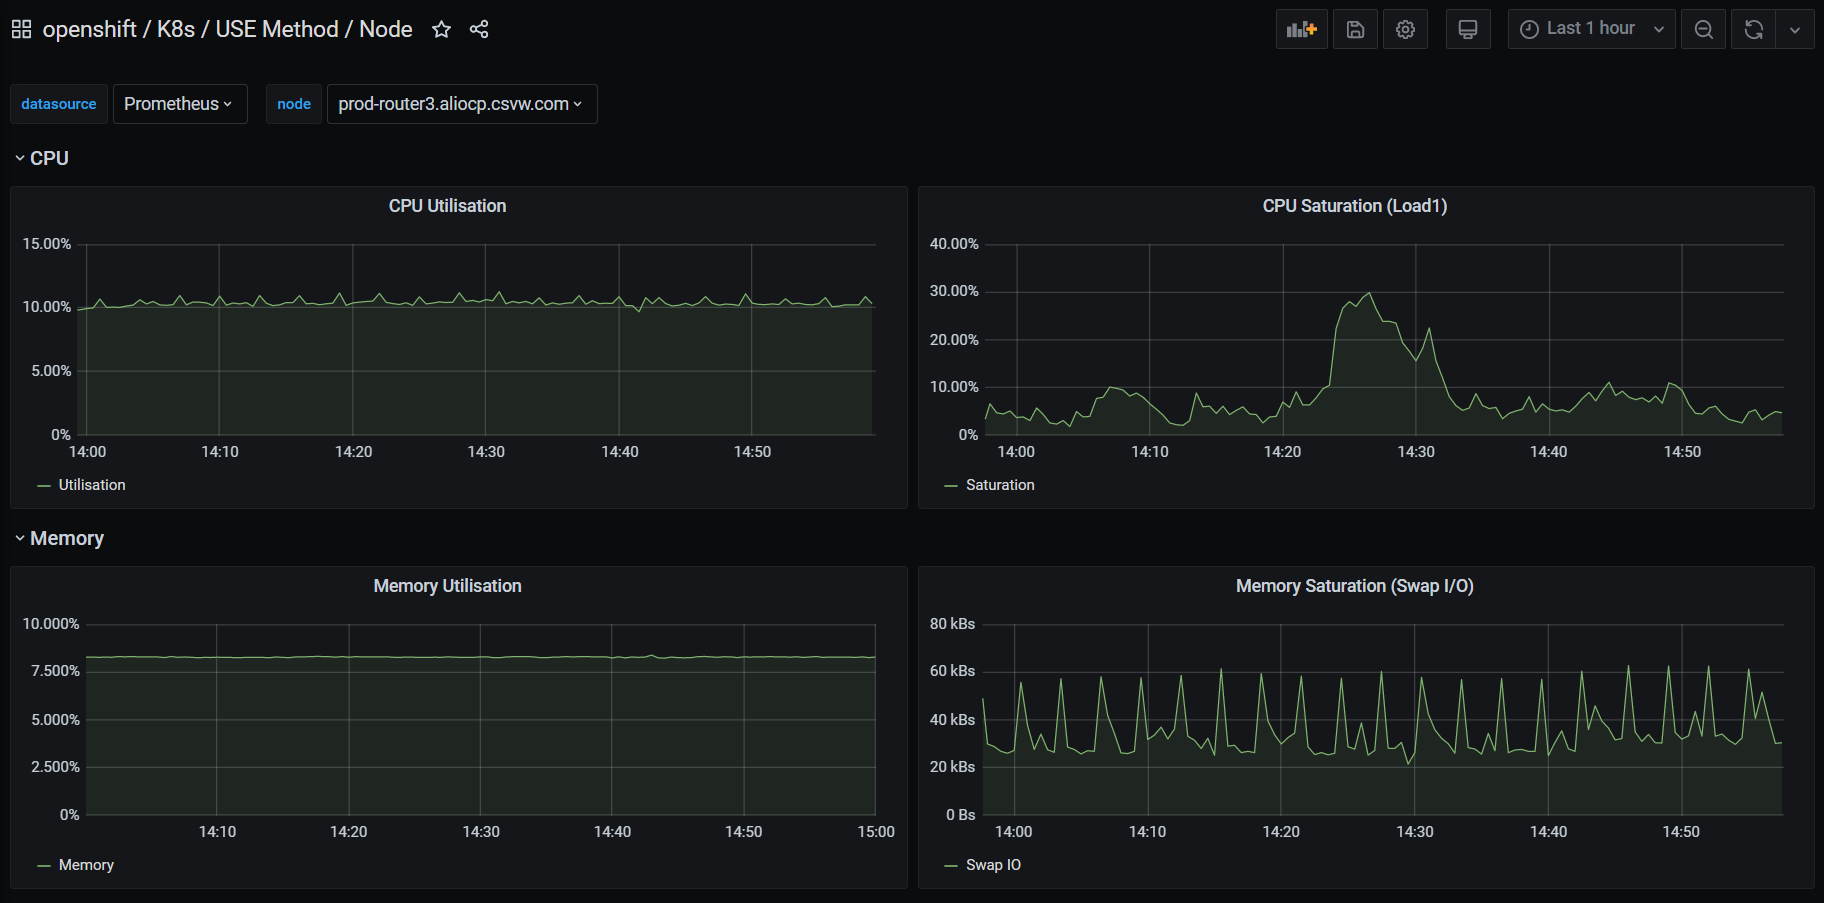 openshift / K8s / USE Method / Node
Last 1 hour
datasource Prometheus node prod-router3.aliocp.csvw.com
CPU
CPU Utilisation
15.00%
10.00%
5.00%
0%
14:00 14:10 14:20 14:30 14:40 14:50
Utilisation
CPU Saturation (Load1)
40.00%
30.00%
20.00%
10.00%
0%
14:00 14:10 14:20 14:30 14:40 14:50
Saturation
Memory
Memory Utilisation
10.000%
7.500%
5.000%
2.500%
0%
14:10 14:20 14:30 14:40 14:50 15:00
Memory
Memory Saturation (Swap I/O)
80 kBs
60 kBs
40 kBs
20 kBs
0 Bs
14:00 14:10 14:20 14:30 14:40 14:50
Swap IO